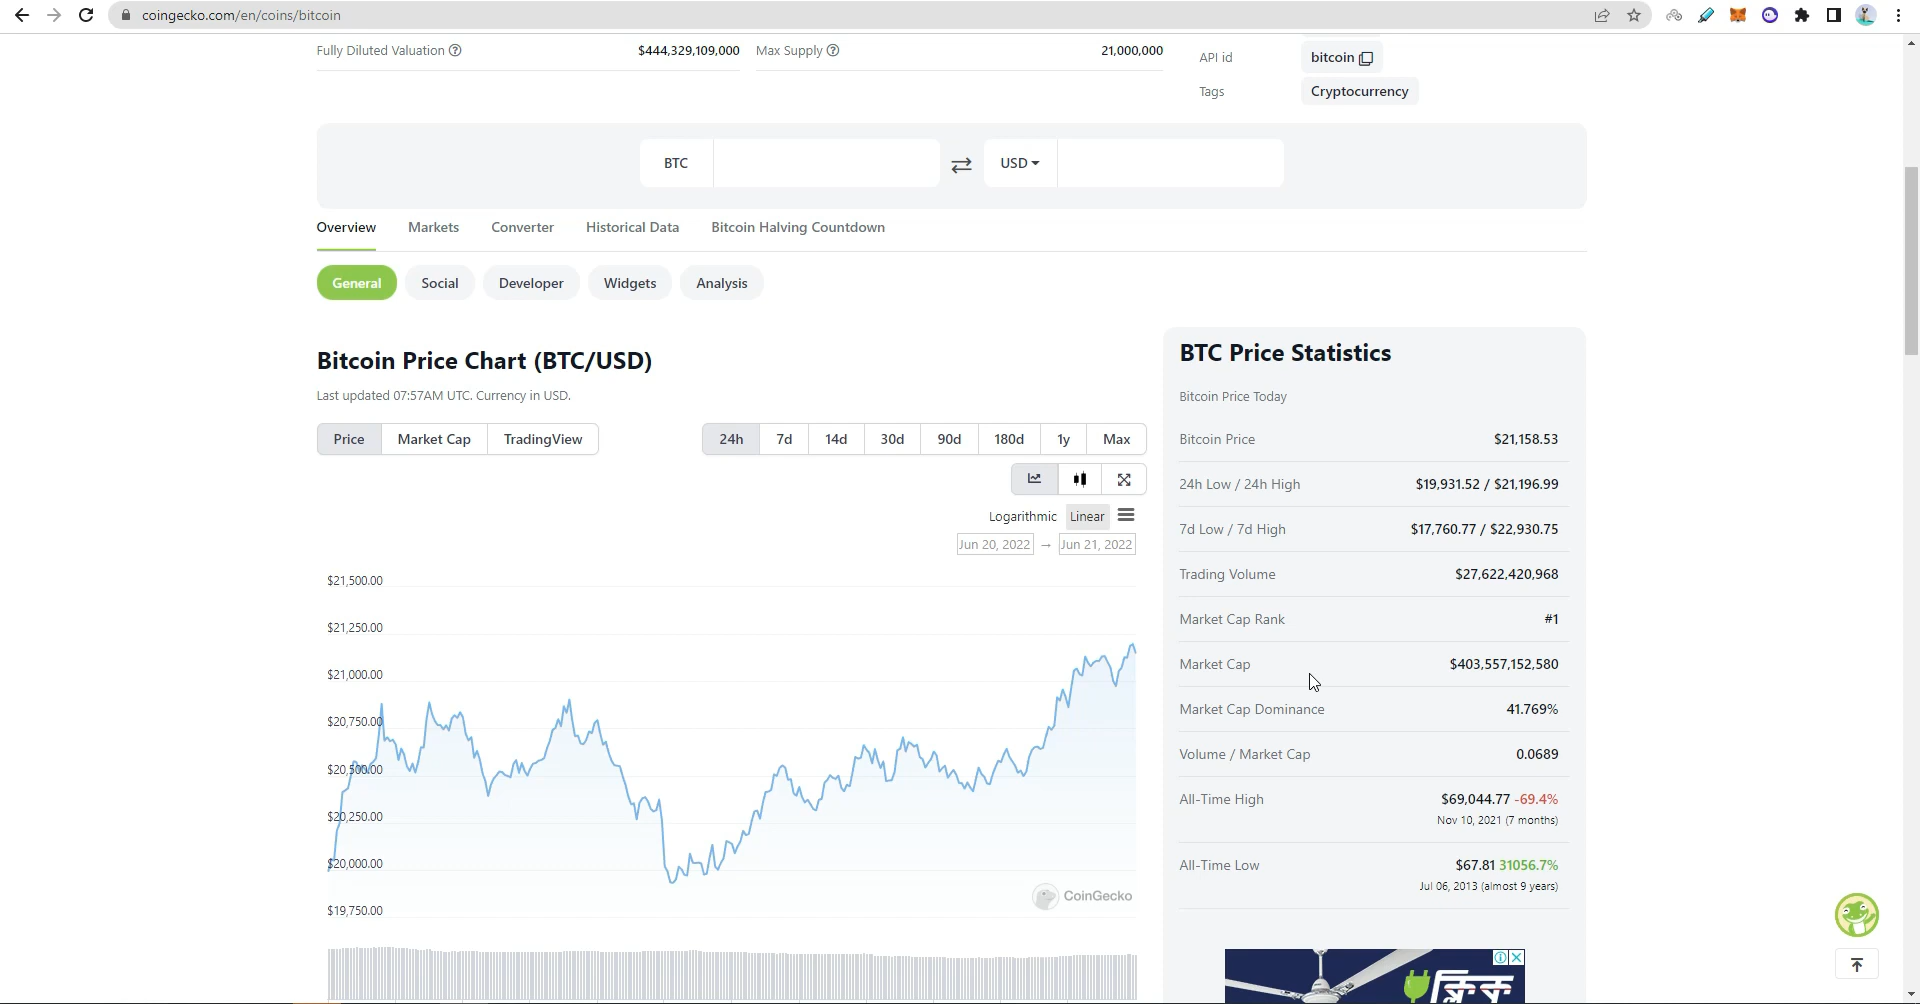 coingecko.com/en/coins/bitcoin
Fully Diluted Valuation $444,329,109,000 Max Supply 21,000,000
API id bitcoin
Tags Cryptocurrency
BTC USD
Overview Markets Converter Historical Data Bitcoin Halving Countdown
General Social Developer Widgets Analysis
Bitcoin Price Chart (BTC/USD)
Last updated 07:57AM UTC. Currency in USD.
Price Market Cap TradingView 24h 7d 14d 30d 90d 180d 1y Max
Logarithmic Linear
Jun 20, 2022 → Jun 21, 2022
$21,500.00
$21,250.00
$21,000.00
$20,750.00
$20,500.00
$20,250.00
$20,000.00
$19,750.00
CoinGecko
BTC Price Statistics
Bitcoin Price Today
Bitcoin Price $21,158.53
24h Low / 24h High $19,931.52 / $21,196.99
7d Low / 7d High $17,760.77 / $22,930.75
Trading Volume $27,622,420,968
Market Cap Rank #1
Market Cap $403,557,152,580
Market Cap Dominance 41.769%
Volume / Market Cap 0.0689
All-Time High $69,044.77 -69.4%
Nov 10, 2021 (7 months)
All-Time Low $67.81 31056.7%
Jul 06, 2013 (almost 9 years)
ক্লিক